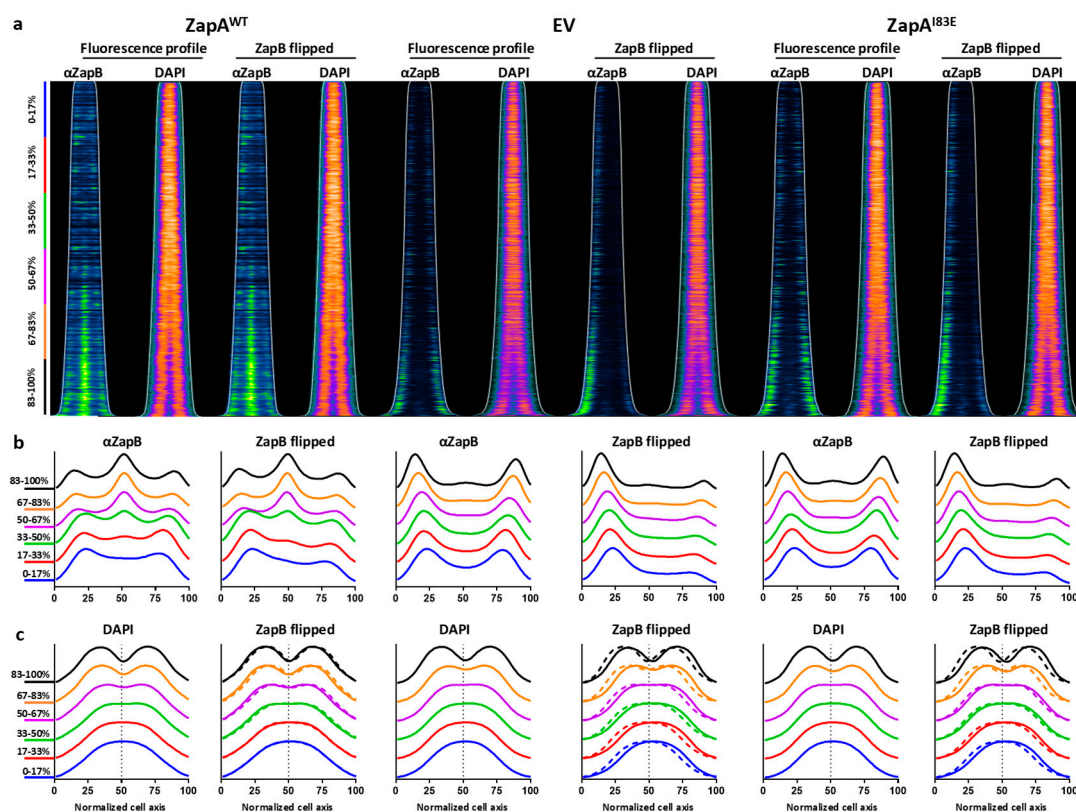 a ZapAWT EV ZapAI83E
Fluorescence profile ZapB flipped Fluorescence profile ZapB flipped Fluorescence profile ZapB flipped
αZapB DAPI αZapB DAPI αZapB DAPI αZapB DAPI αZapB DAPI αZapB DAPI
0-17%
17-33%
33-50%
50-67%
67-83%
83-100%
b αZapB ZapB flipped αZapB ZapB flipped αZapB ZapB flipped
83-100%
67-83%
50-67%
33-50%
17-33%
0-17%
0 25 50 75 100 0 25 50 75 100 0 25 50 75 100 0 25 50 75 100 0 25 50 75 100 0 25 50 75 100
c DAPI ZapB flipped DAPI ZapB flipped DAPI ZapB flipped
83-100%
67-83%
50-67%
33-50%
17-33%
0-17%
0 25 50 75 100 0 25 50 75 100 0 25 50 75 100 0 25 50 75 100 0 25 50 75 100 0 25 50 75 100
Normalized cell axis Normalized cell axis Normalized cell axis Normalized cell axis Normalized cell axis Normalized cell axis